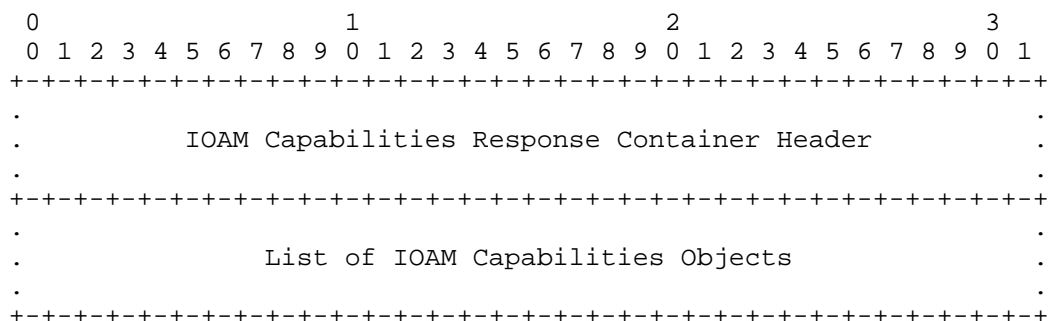 0                   1                   2                   3
 0 1 2 3 4 5 6 7 8 9 0 1 2 3 4 5 6 7 8 9 0 1 2 3 4 5 6 7 8 9 0 1
+-+-+-+-+-+-+-+-+-+-+-+-+-+-+-+-+-+-+-+-+-+-+-+-+-+-+-+-+-+-+-+-+
.                                                               .
.          IOAM Capabilities Response Container Header          .
.                                                               .
+-+-+-+-+-+-+-+-+-+-+-+-+-+-+-+-+-+-+-+-+-+-+-+-+-+-+-+-+-+-+-+-+
.                                                               .
.               List of IOAM Capabilities Objects               .
.                                                               .
+-+-+-+-+-+-+-+-+-+-+-+-+-+-+-+-+-+-+-+-+-+-+-+-+-+-+-+-+-+-+-+-+